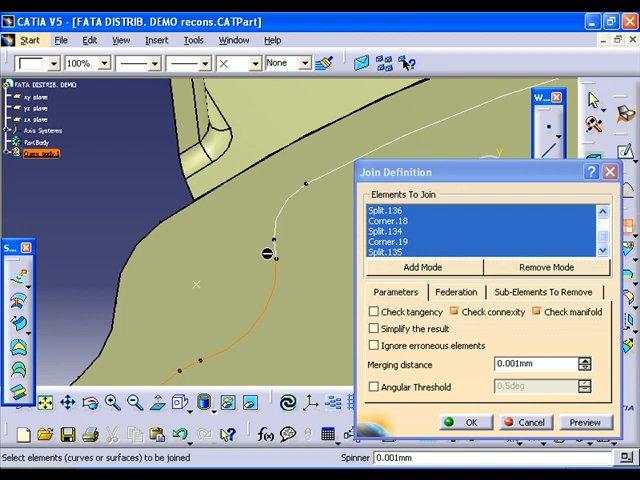 CATIA V5 - [FATA DISTRIB. DEMO recons.CATPart]
Start File Edit View Insert Tools Window Help
100% None
FATA DISTRIB. DEMO
xy plane
yz plane
zx plane
Axis Systems
PartBody
W...
S...
Join Definition
Elements To Join
Split.136
Corner.18
Split.134
Corner.19
Split.135
Add Mode Remove Mode
Parameters Federation Sub-Elements To Remove
Check tangency Check connexity Check manifold
Simplify the result
Ignore erroneous elements
Merging distance 0.001mm
Angular Threshold 0.5deg
OK Cancel Preview
f(x)
Select elements (curves or surfaces) to be joined Spinner 0.001mm